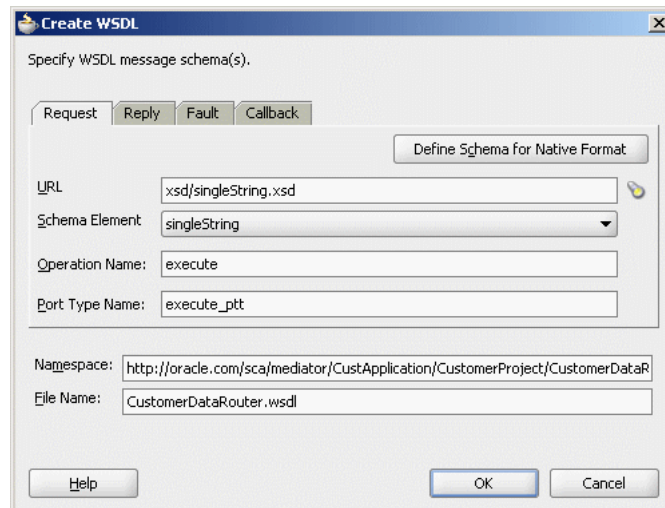 Create WSDL
Specify WSDL message schema(s).
Request Reply Fault Callback
Define Schema for Native Format
URL xsd/singleString.xsd
Schema Element singleString
Operation Name: execute
Port Type Name: execute_ptt
Namespace: http://oracle.com/sca/mediator/CustApplication/CustomerProject/CustomerDataR
File Name: CustomerDataRouter.wsdl
Help OK Cancel